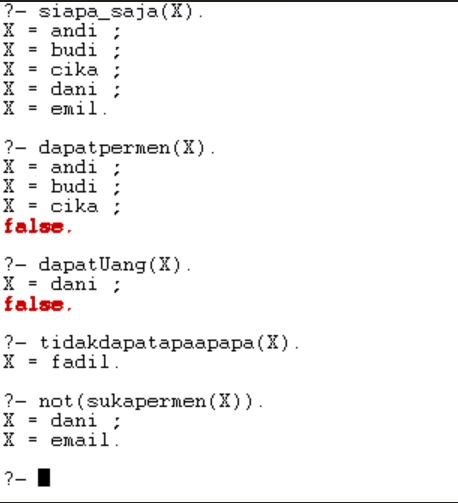 ?- siapa_saja(X).
X = andi ;
X = budi ;
X = cika ;
X = dani ;
X = emil.
?- dapatpermen(X).
X = andi ;
X = budi ;
X = cika ;
false.
?- dapatUang(X).
X = dani ;
false.
?- tidakdapatapaapapa(X).
X = fadil.
?- not(sukapermen(X)).
X = dani ;
X = email.
?-